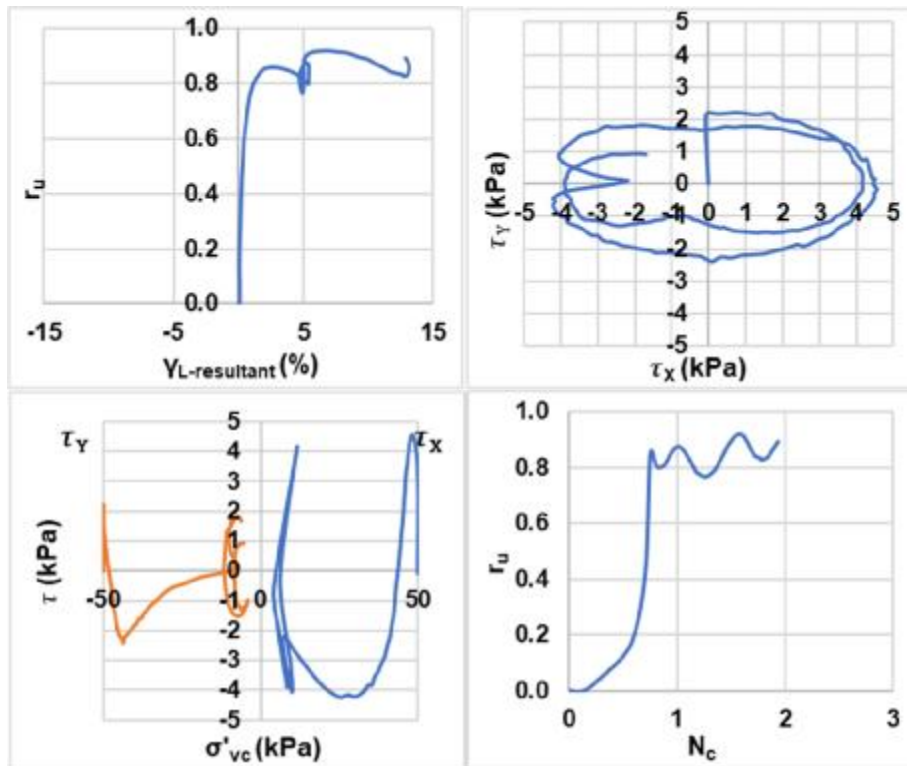 1.0
0.8
0.6
0.4
0.2
0.0
-15 -5 5 15
r_u
γ_L-resultant (%)
5
4
3
2
1
0
-5 -4 -3 -2 -1 0 1 2 3 4 5
-1
-2
-3
-4
-5
τ_Y (kPa)
τ_X (kPa)
τ_Y τ_X
5
4
3
2
1
0
-50 -1 0 50
-2
-3
-4
-5
τ (kPa)
σ'_vc (kPa)
1.0
0.8
0.6
0.4
0.2
0.0
0 1 2 3
r_u
N_c